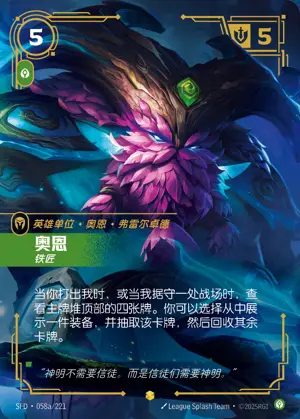 5
5
英雄单位 • 奥恩 • 弗雷尔卓德
奥恩
铁匠
当你打出我时，或当我据守一处战场时，查
看主牌堆顶部的四张牌。你可以选择从中展
示一件装备，并抽取该卡牌，然后回收其余
卡牌。
“神明不需要信徒，而是信徒们需要神明。”
SFD • 058a/221
League Splash Team
©2025RGI